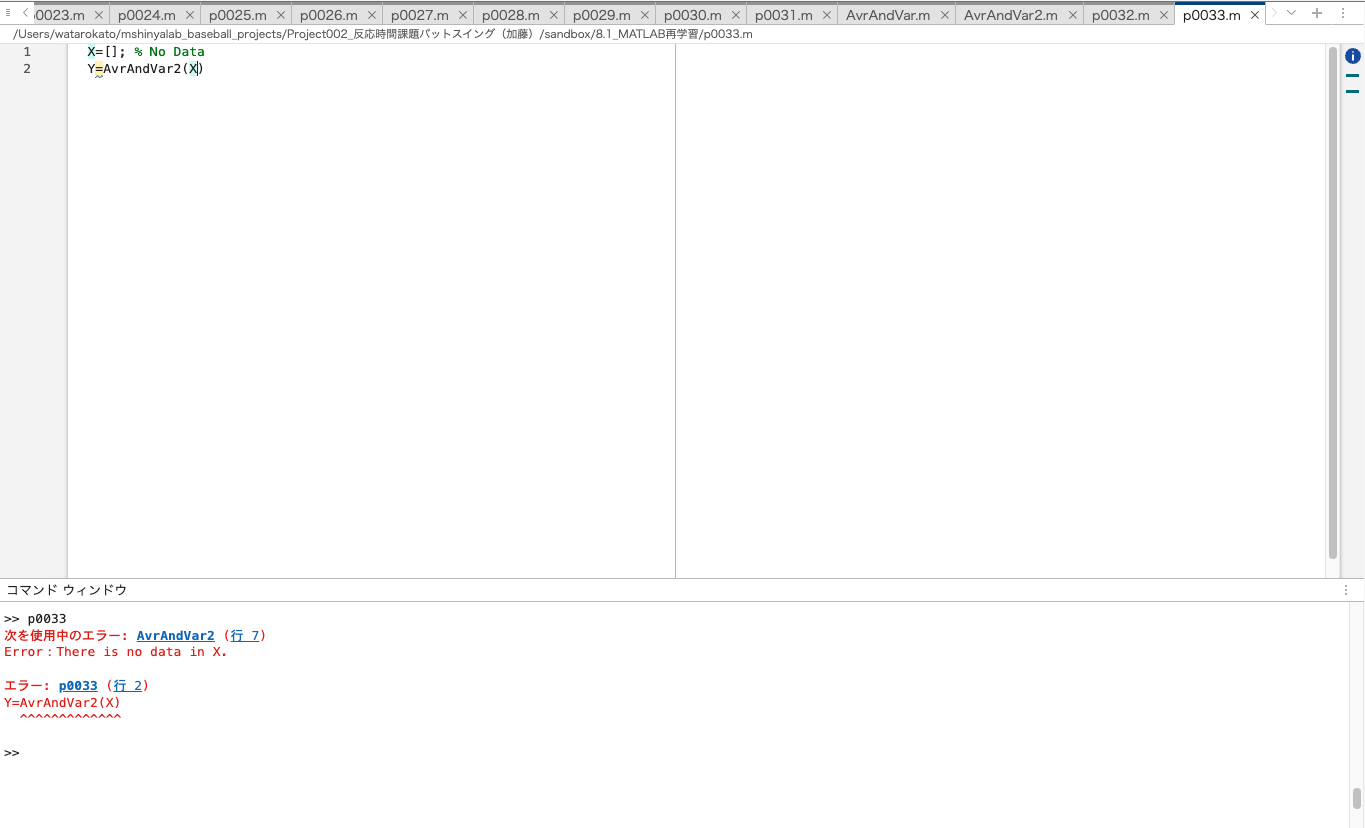 0023.m × p0024.m × p0025.m × p0026.m × p0027.m × p0028.m × p0029.m × p0030.m × p0031.m × AvrAndVar.m × AvrAndVar2.m × p0032.m × p0033.m ×
/Users/watarokato/mshinyalab_baseball_projects/Project002_反応時間課題バットスイング（加藤）/sandbox/8.1_MATLAB再学習/p0033.m
1 X=[]; % No Data
2 Y=AvrAndVar2(X)
コマンド ウィンドウ
>> p0033
次を使用中のエラー: AvrAndVar2 (行 7)
Error：There is no data in X.
エラー: p0033 (行 2)
Y=AvrAndVar2(X)
^^^^^^^^^^^^^
>>